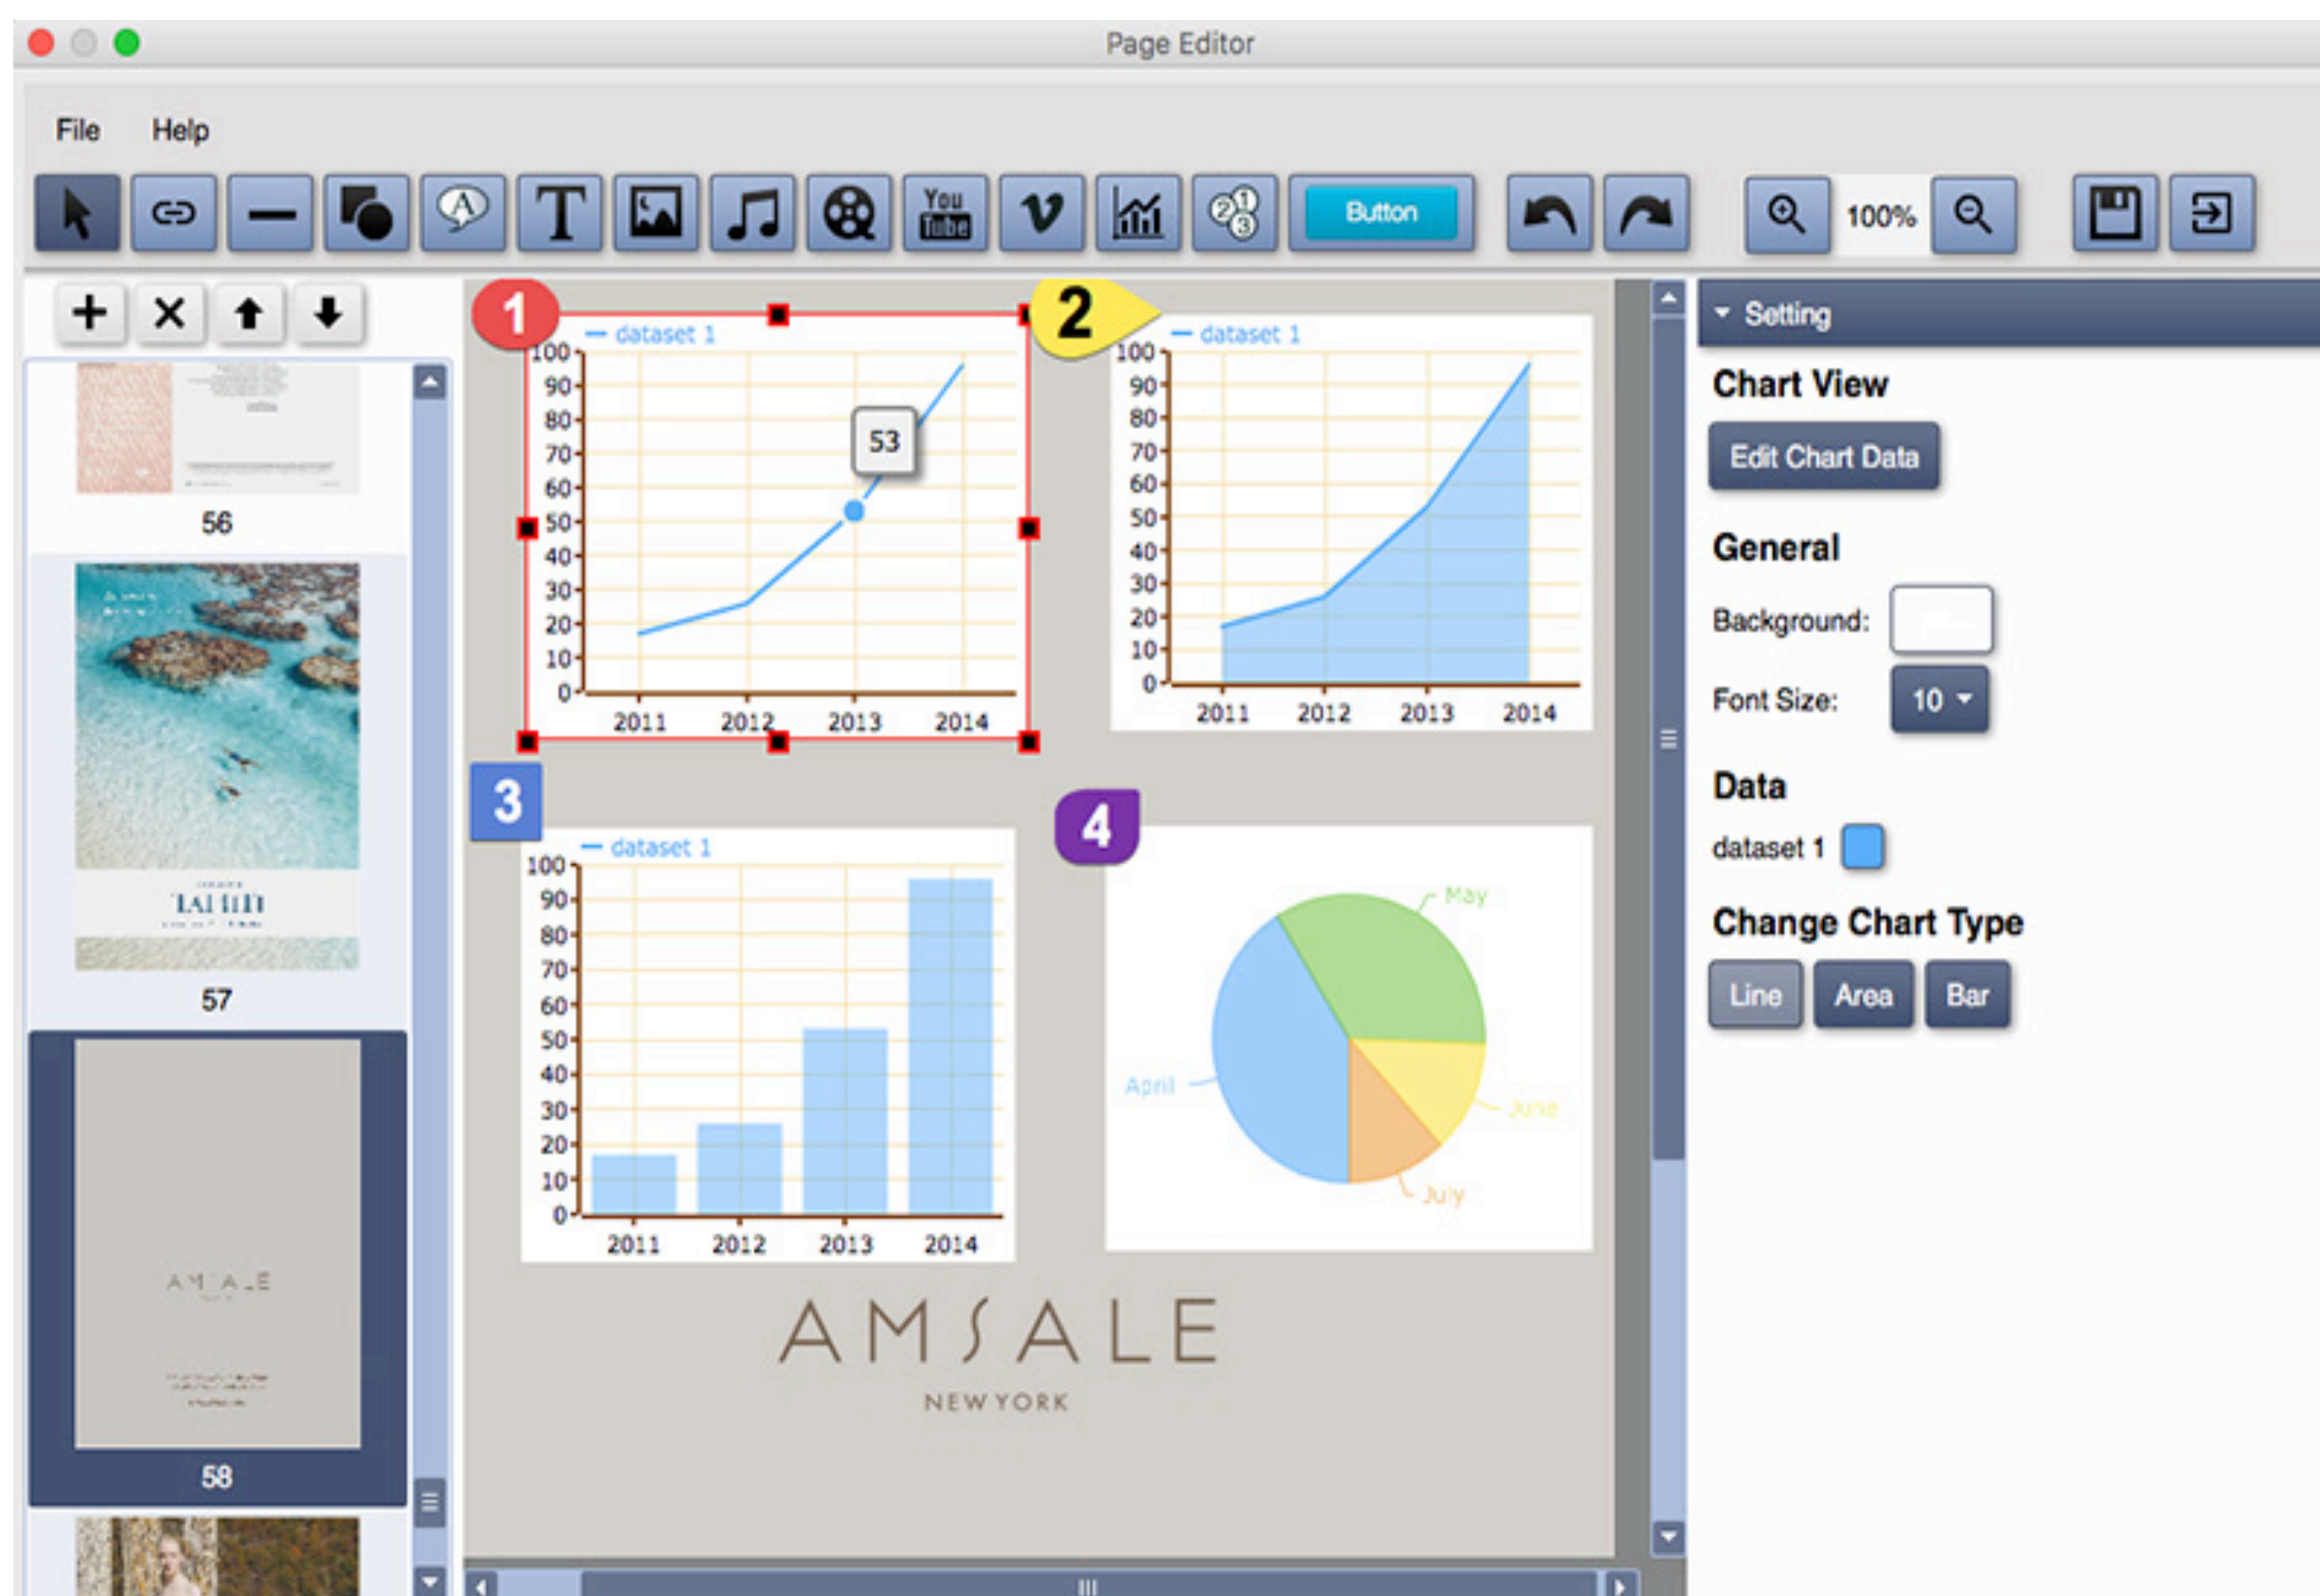 Page Editor
File Help
A T You Tube 1 2 3 Button 100%
56
57
AMSALE
58
1
dataset 1
100
90
80
70
60
50
40
30
20
10
0
53
2011 2012 2013 2014
2
dataset 1
100
90
80
70
60
50
40
30
20
10
0
2011 2012 2013 2014
3
dataset 1
100
90
80
70
60
50
40
30
20
10
0
2011 2012 2013 2014
4
May
April
June
July
AMSALE
NEW YORK
Setting
Chart View
Edit Chart Data
General
Background:
Font Size: 10
Data
dataset 1
Change Chart Type
Line Area Bar